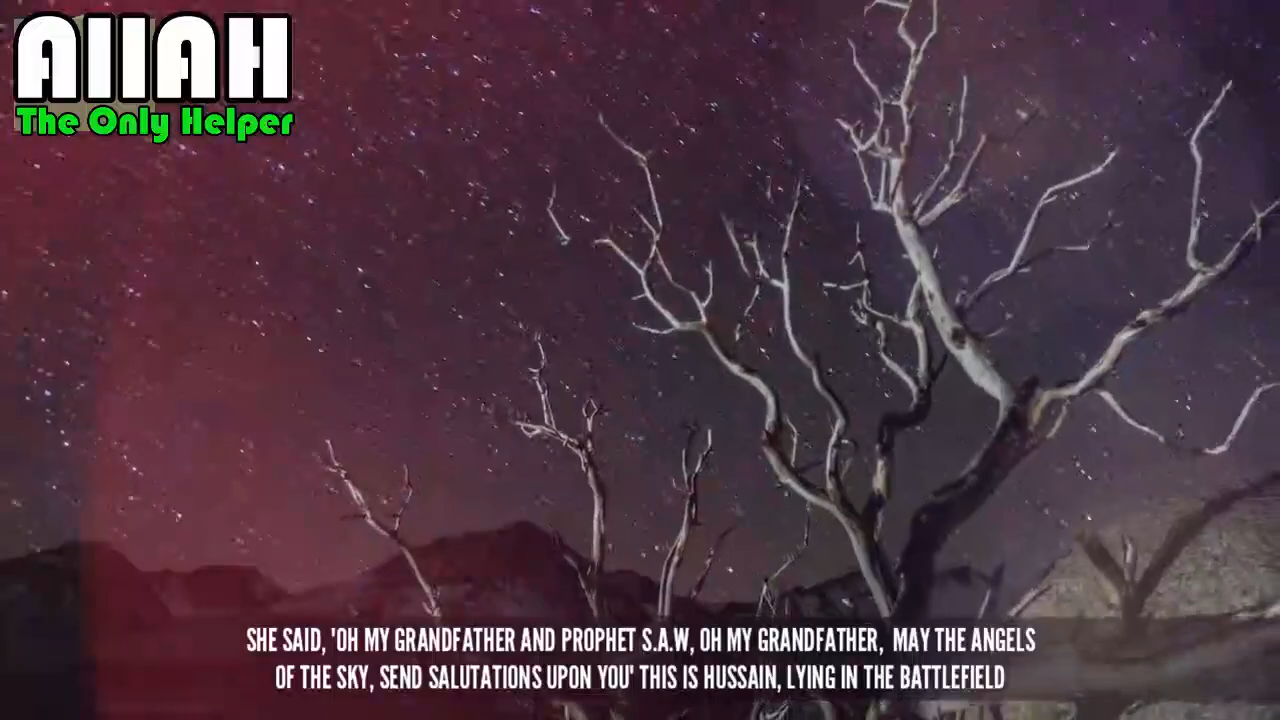 AllAH
The Only Helper
SHE SAID, 'OH MY GRANDFATHER AND PROPHET S.A.W, OH MY GRANDFATHER, MAY THE ANGELS
OF THE SKY, SEND SALUTATIONS UPON YOU' THIS IS HUSSAIN, LYING IN THE BATTLEFIELD